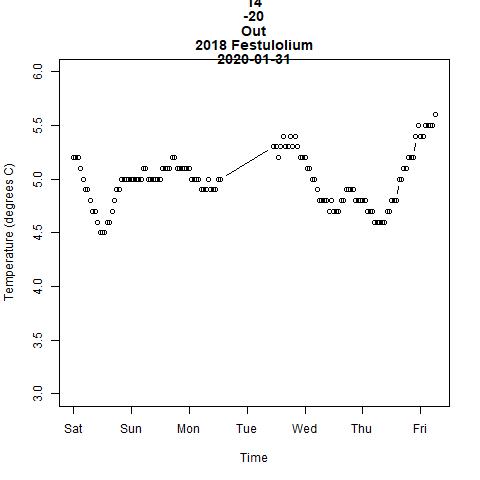 14
-20
Out
2018 Festulolium
2020-01-31
Temperature (degrees C)
6.0
5.5
5.0
4.5
4.0
3.5
3.0
Sat Sun Mon Tue Wed Thu Fri
Time